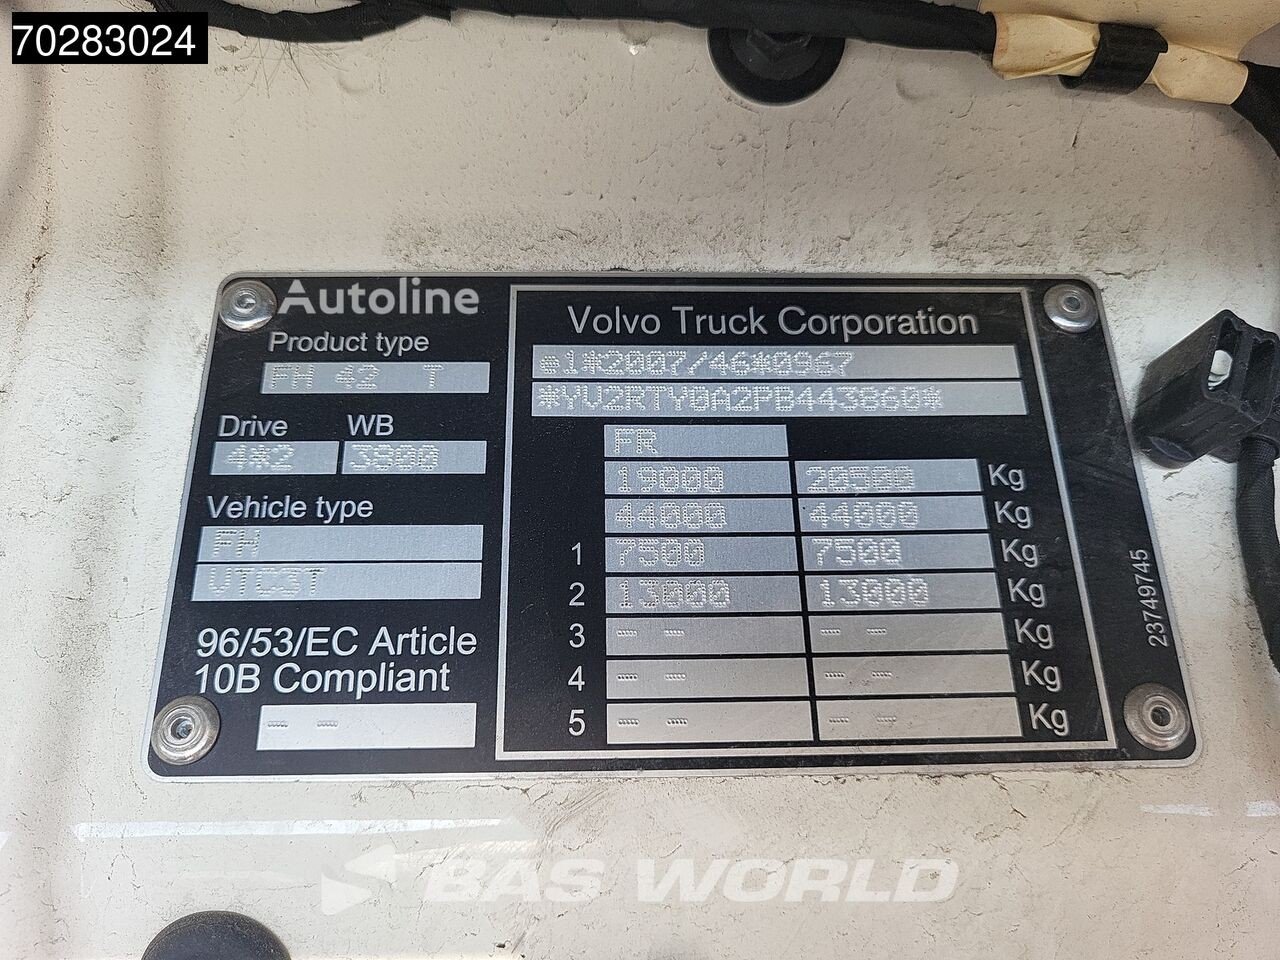 70283024
Autoline
Product type
FH 42 T
Drive WB
4*2 3800
Vehicle type
FH
VTC3T
96/53/EC Article
10B Compliant
-- --
Volvo Truck Corporation
e1*2007/46*0967
*YV2RTY0A2PB443860*
FR
19000 20500 Kg
44000 44000 Kg
1 7500 7500 Kg
2 13000 13000 Kg
3 -- -- -- -- Kg
4 -- -- -- -- Kg
5 -- -- -- -- Kg
23749745
BAS WORLD